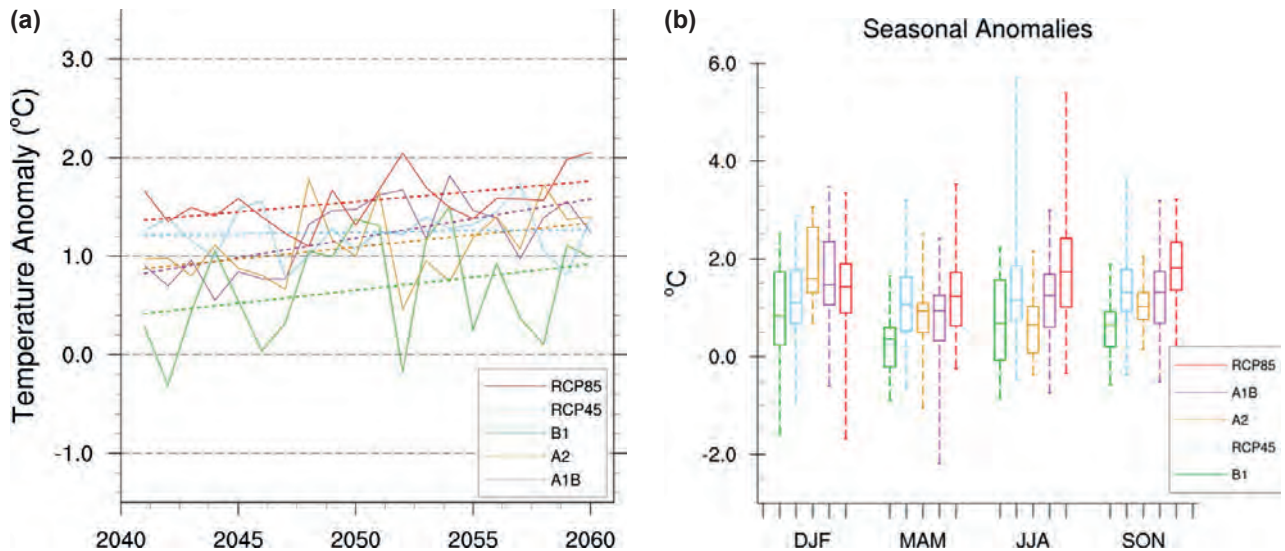 (a)
Temperature Anomaly (°C)
3.0
2.0
1.0
0.0
-1.0
2040 2045 2050 2055 2060
RCP85
RCP45
B1
A2
A1B
(b)
Seasonal Anomalies
°C
6.0
4.0
2.0
0.0
-2.0
DJF MAM JJA SON
RCP85
A1B
A2
RCP45
B1